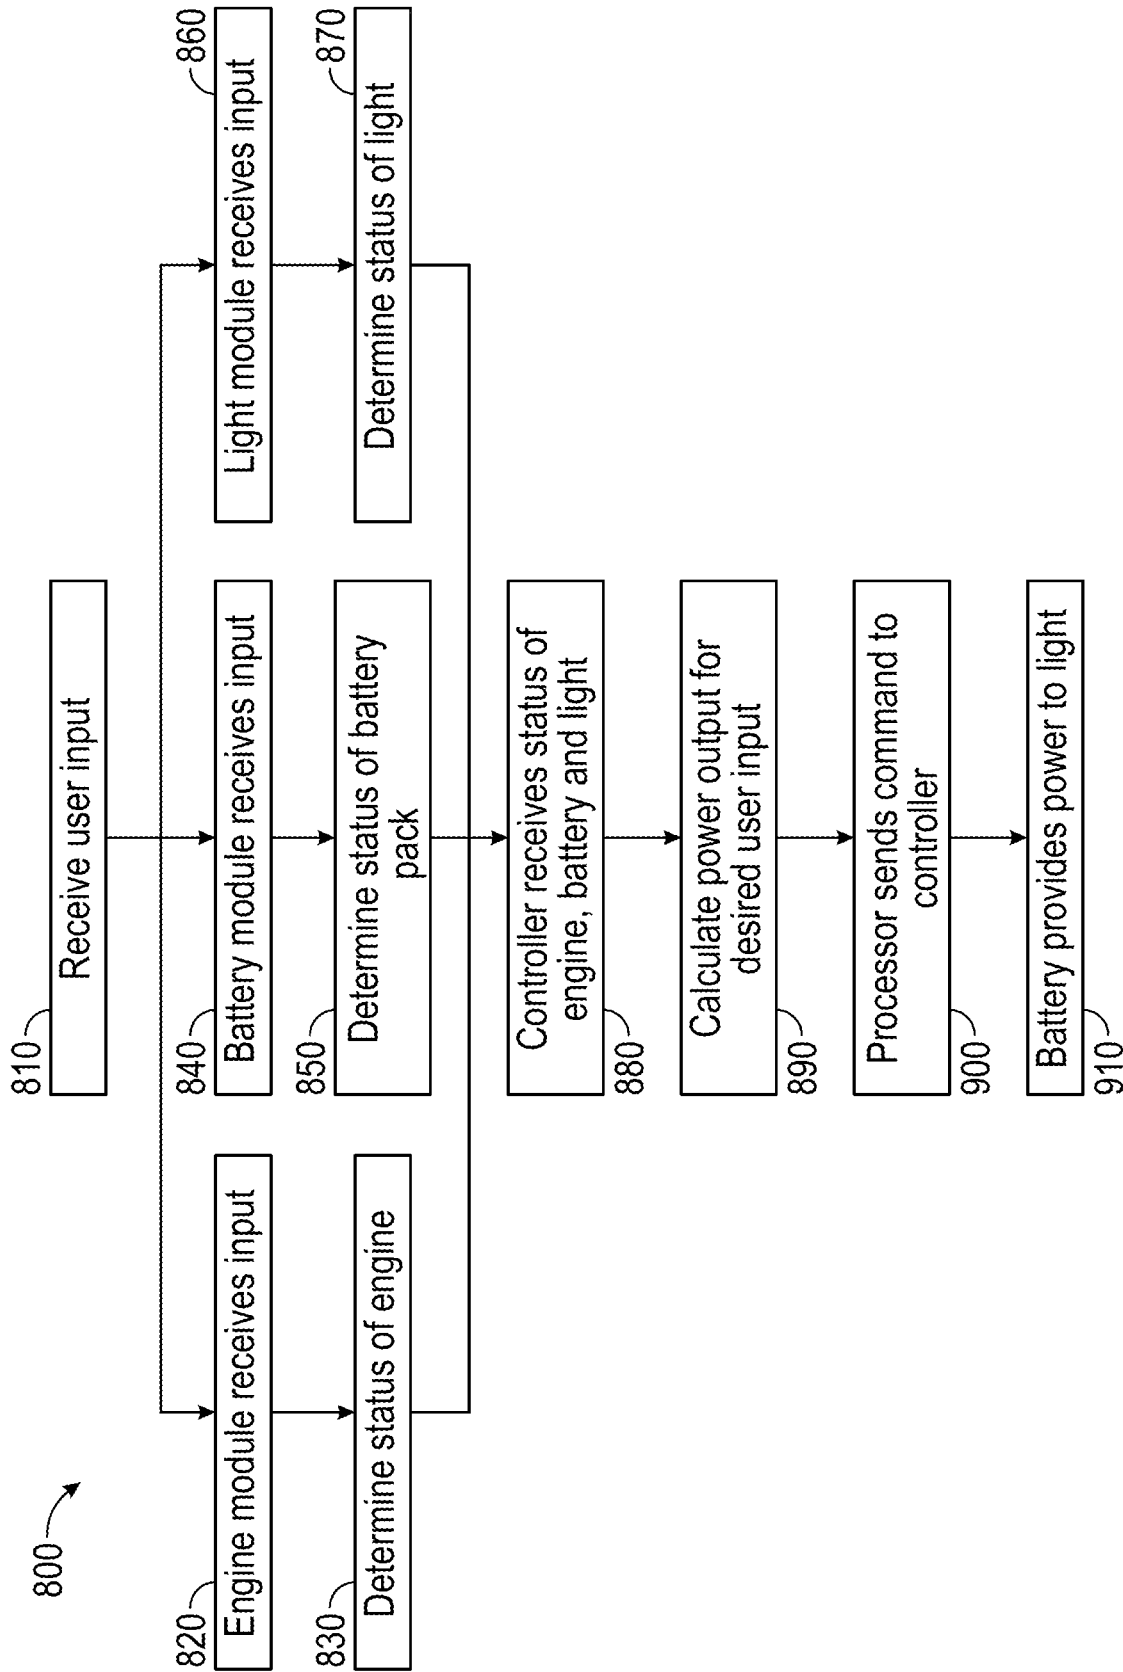 800
810
Receive user input
820
Engine module receives input
840
Battery module receives input
860
Light module receives input
830
Determine status of engine
850
Determine status of battery
pack
870
Determine status of light
Controller receives status of
engine, battery and light
880
Calculate power output for
desired user input
890
Processor sends command to
controller
900
Battery provides power to light
910